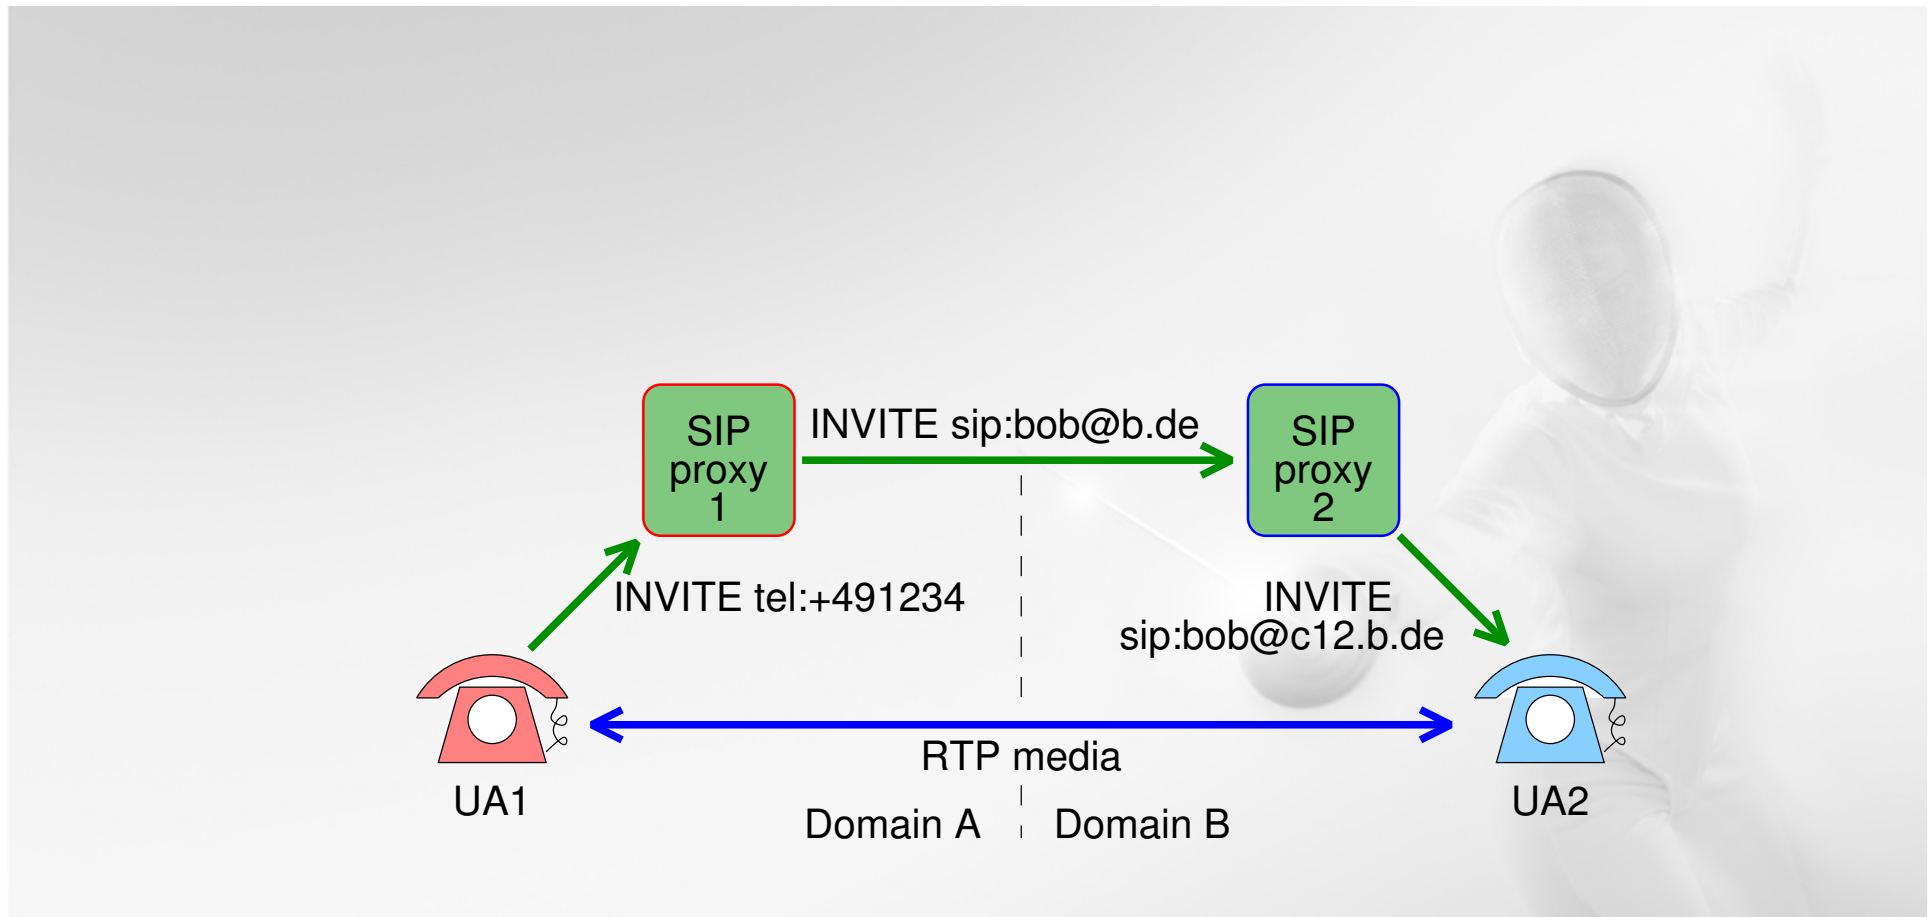 SIP
proxy
1
INVITE sip:bob@b.de
SIP
proxy
2
INVITE tel:+491234
INVITE
sip:bob@c12.b.de
RTP media
UA1
UA2
Domain A
Domain B